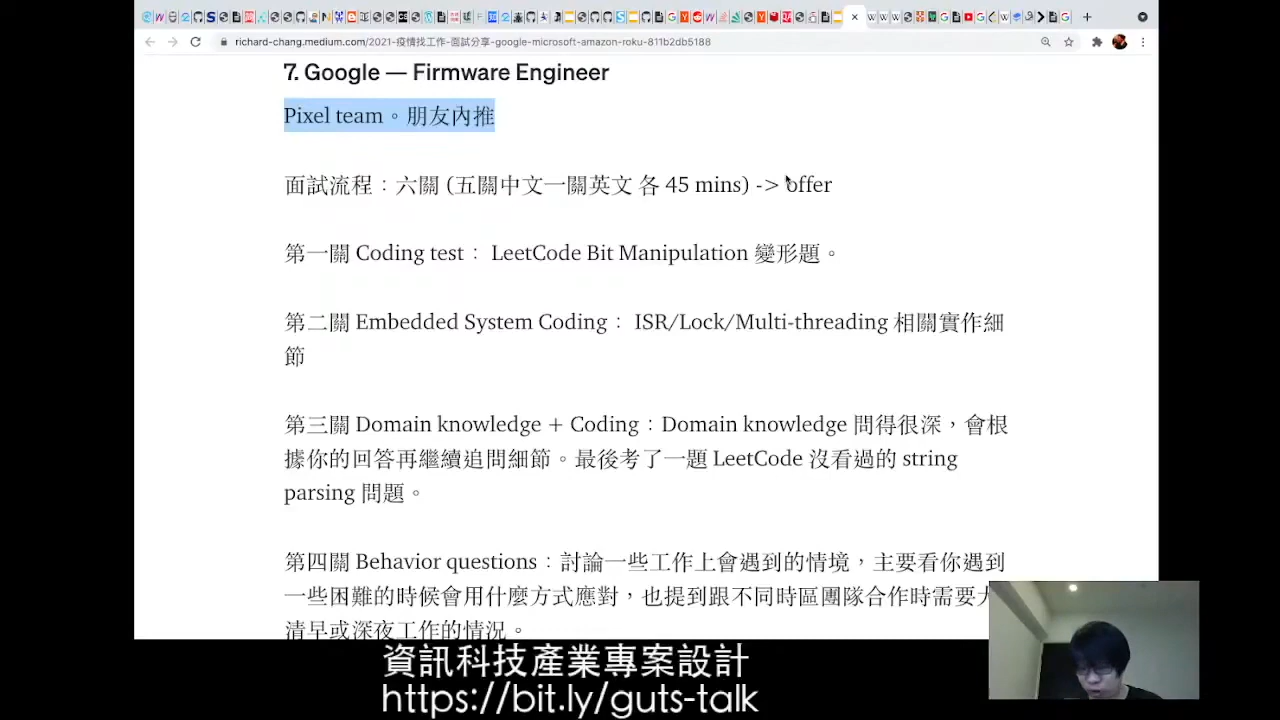 richard-chang.medium.com/2021-疫情找工作-面試分享-google-microsoft-amazon-roku-811b2db5188
7. Google — Firmware Engineer
Pixel team。朋友內推
面試流程：六關 (五關中文一關英文 各 45 mins) -> offer
第一關 Coding test： LeetCode Bit Manipulation 變形題。
第二關 Embedded System Coding： ISR/Lock/Multi-threading 相關實作細
節
第三關 Domain knowledge + Coding：Domain knowledge 問得很深，會根
據你的回答再繼續追問細節。最後考了一題 LeetCode 沒看過的 string
parsing 問題。
第四關 Behavior questions：討論一些工作上會遇到的情境，主要看你遇到
一些困難的時候會用什麼方式應對，也提到跟不同時區團隊合作時需要大
清早或深夜工作的情況。
資訊科技產業專案設計
https://bit.ly/guts-talk